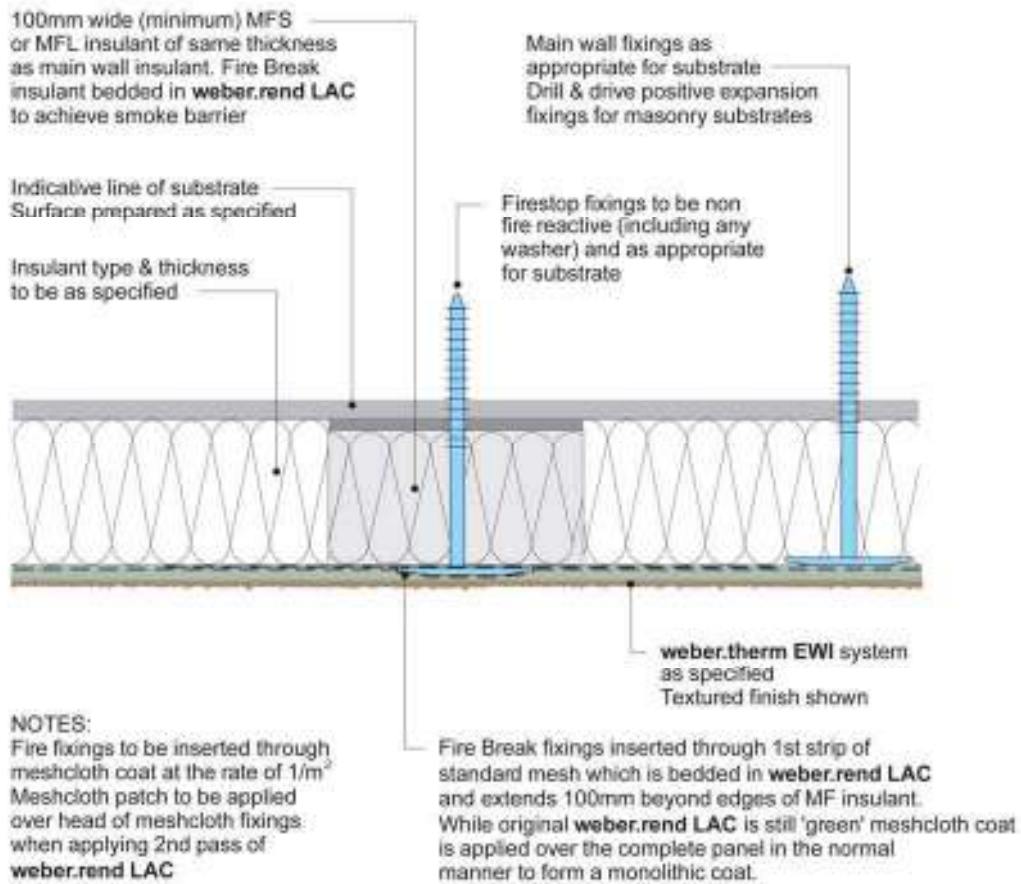 100mm wide (minimum) MFS
or MFL insulant of same thickness
as main wall insulant. Fire Break
insulant bedded in weber.rend LAC
to achieve smoke barrier
Main wall fixings as
appropriate for substrate
Drill & drive positive expansion
fixings for masonry substrates
Indicative line of substrate
Surface prepared as specified
Firestop fixings to be non
fire reactive (including any
washer) and as appropriate
for substrate
Insulant type & thickness
to be as specified
weber.therm EWI system
as specified
Textured finish shown
NOTES:
Fire fixings to be inserted through
meshcloth coat at the rate of 1/m²
Meshcloth patch to be applied
over head of meshcloth fixings
when applying 2nd pass of
weber.rend LAC
Fire Break fixings inserted through 1st strip of
standard mesh which is bedded in weber.rend LAC
and extends 100mm beyond edges of MF insulant.
While original weber.rend LAC is still 'green' meshcloth coat
is applied over the complete panel in the normal
manner to form a monolithic coat.